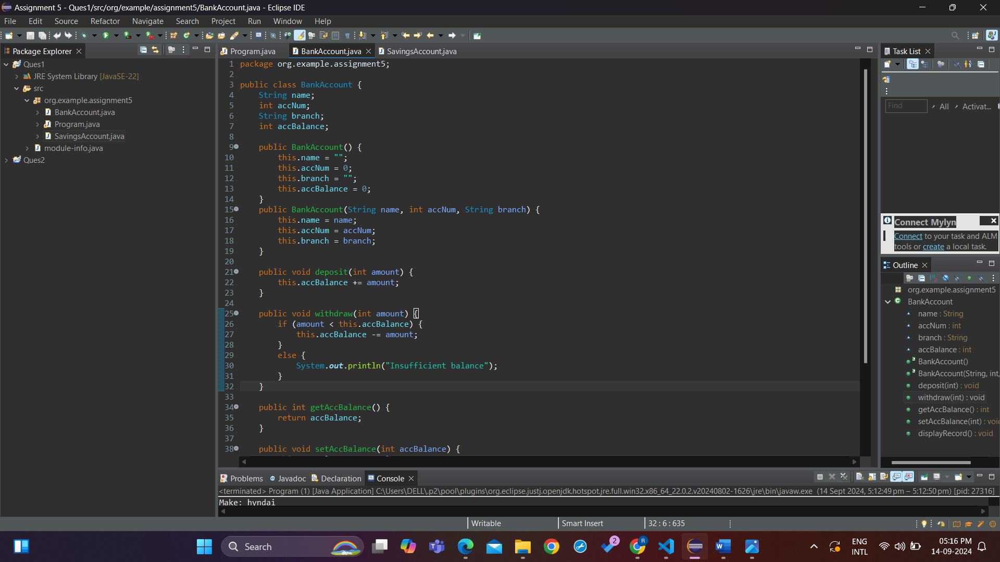 Assignment 5 - Ques1/src/org/example/assignment5/BankAccount.java - Eclipse IDE
File Edit Source Refactor Navigate Search Project Run Window Help
Package Explorer
Ques1
JRE System Library [JavaSE-22]
src
org.example.assignment5
BankAccount.java
Program.java
SavingsAccount.java
module-info.java
Ques2
Program.java BankAccount.java SavingsAccount.java
1 package org.example.assignment5;
2
3 public class BankAccount {
4 String name;
5 int accNum;
6 String branch;
7 int accBalance;
8
9 public BankAccount() {
10 this.name = "";
11 this.accNum = 0;
12 this.branch = "";
13 this.accBalance = 0;
14 }
15 public BankAccount(String name, int accNum, String branch) {
16 this.name = name;
17 this.accNum = accNum;
18 this.branch = branch;
19 }
20
21 public void deposit(int amount) {
22 this.accBalance += amount;
23 }
24
25 public void withdraw(int amount) {
26 if (amount < this.accBalance) {
27 this.accBalance -= amount;
28 }
29 else {
30 System.out.println("Insufficient balance");
31 }
32 }
33
34 public int getAccBalance() {
35 return accBalance;
36 }
37
38 public void setAccBalance(int accBalance) {
Task List
Find All Activat...
Connect Mylyn
Connect to your task and ALM
tools or create a local task.
Outline
org.example.assignment5
BankAccount
name : String
accNum : int
branch : String
accBalance : int
BankAccount()
BankAccount(String, int,
deposit(int) : void
withdraw(int) : void
getAccBalance() : int
setAccBalance(int) : voi
displayRecord() : void
Problems Javadoc Declaration Console
<terminated> Program (1) [Java Application] C:\Users\DELL\.p2\pool\plugins\org.eclipse.justj.openjdk.hotspot.jre.full.win32.x86_64_22.0.2.v20240802-1626\jre\bin\javaw.exe (14 Sept 2024, 5:12:49 pm – 5:12:50 pm) [pid: 27316]
Make: hyndai
Writable Smart Insert 32 : 6 : 635
Search
2
R
ENG
INTL
05:16 PM
14-09-2024